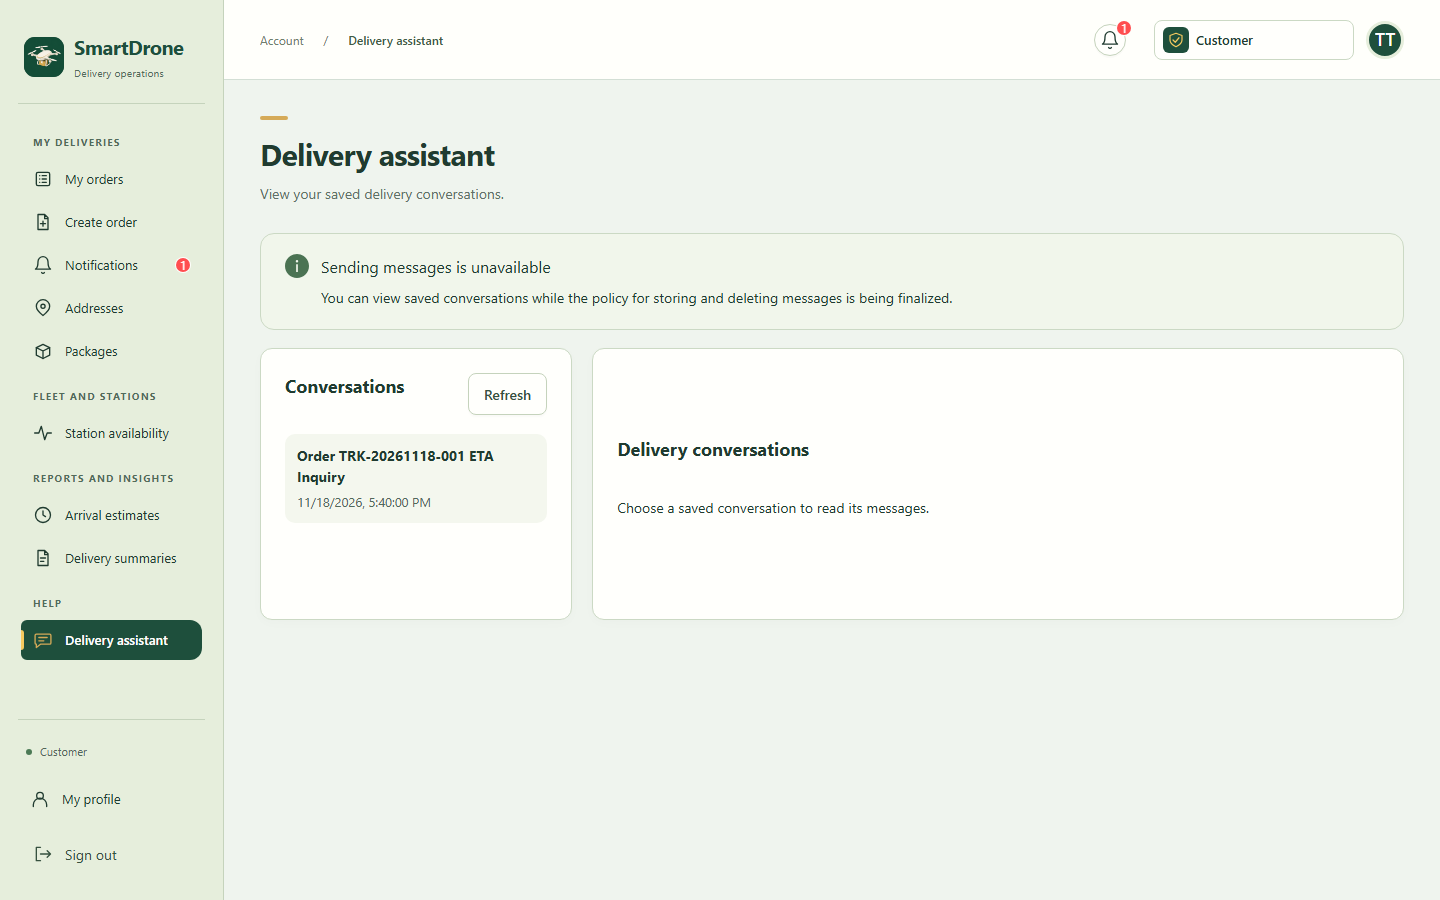 SmartDrone
Delivery operations
MY DELIVERIES
My orders
Create order
Notifications 1
Addresses
Packages
FLEET AND STATIONS
Station availability
REPORTS AND INSIGHTS
Arrival estimates
Delivery summaries
HELP
Delivery assistant
Customer
My profile
Sign out
Account / Delivery assistant
1
Customer
TT
Delivery assistant
View your saved delivery conversations.
Sending messages is unavailable
You can view saved conversations while the policy for storing and deleting messages is being finalized.
Conversations
Refresh
Order TRK-20261118-001 ETA
Inquiry
11/18/2026, 5:40:00 PM
Delivery conversations
Choose a saved conversation to read its messages.